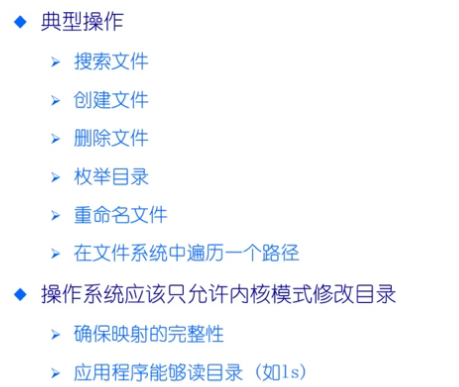 典型操作
搜索文件
创建文件
删除文件
枚举目录
重命名文件
在文件系统中遍历一个路径
操作系统应该只允许内核模式修改目录
确保映射的完整性
应用程序能够读目录（如ls）